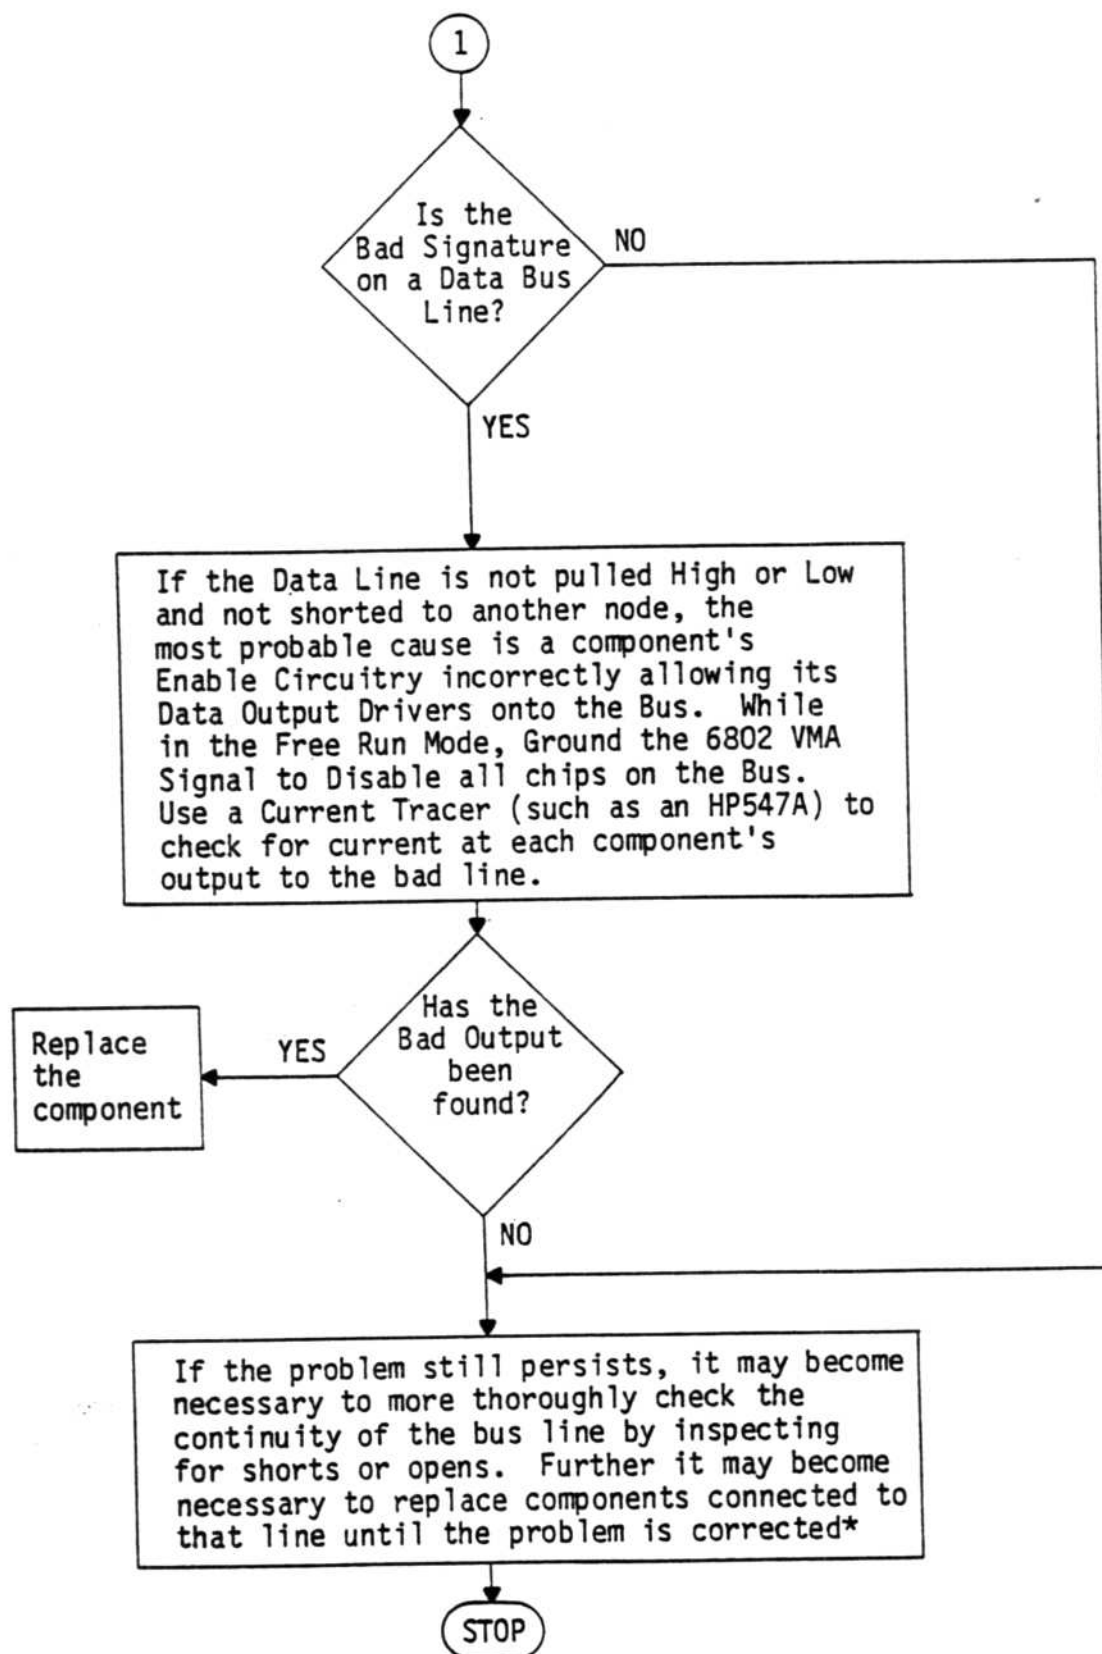 1
Is the
Bad Signature
on a Data Bus
Line?
NO
YES
If the Data Line is not pulled High or Low
and not shorted to another node, the
most probable cause is a component's
Enable Circuitry incorrectly allowing its
Data Output Drivers onto the Bus. While
in the Free Run Mode, Ground the 6802 VMA
Signal to Disable all chips on the Bus.
Use a Current Tracer (such as an HP547A) to
check for current at each component's
output to the bad line.
Has the
Bad Output
been
found?
YES
Replace
the
component
NO
If the problem still persists, it may become
necessary to more thoroughly check the
continuity of the bus line by inspecting
for shorts or opens. Further it may become
necessary to replace components connected to
that line until the problem is corrected*
STOP